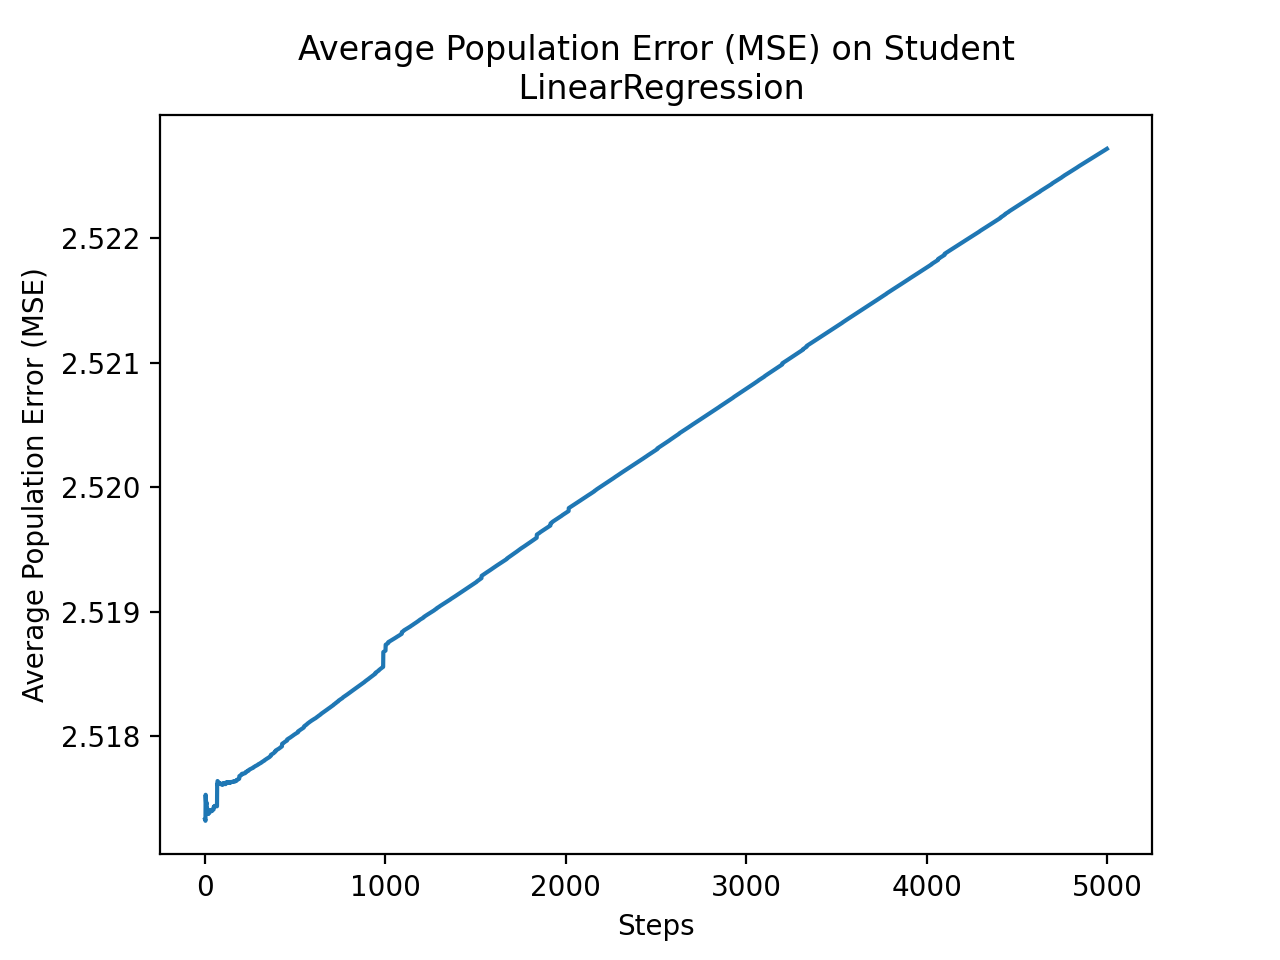 Average Population Error (MSE) on Student
LinearRegression
Average Population Error (MSE)
2.522
2.521
2.520
2.519
2.518
0
1000
2000
3000
4000
5000
Steps